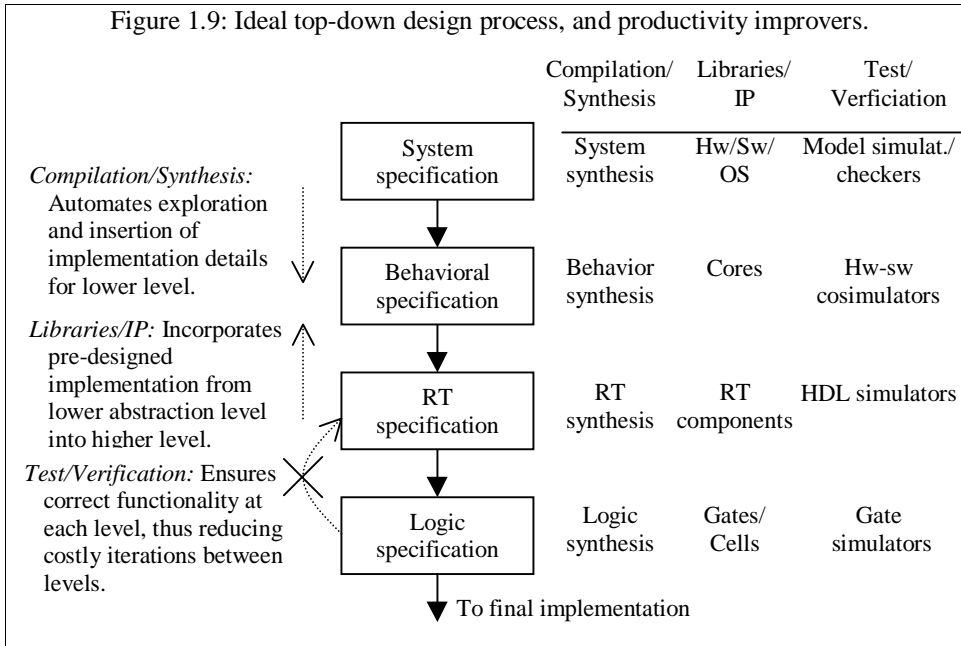 Figure 1.9: Ideal top-down design process, and productivity improvers.
Compilation/
Synthesis
Libraries/
IP
Test/
Verficiation
System
specification
System
synthesis
Hw/Sw/
OS
Model simulat./
checkers
Compilation/Synthesis:
Automates exploration
and insertion of
implementation details
for lower level.
Behavioral
specification
Behavior
synthesis
Cores
Hw-sw
cosimulators
Libraries/IP: Incorporates
pre-designed
implementation from
lower abstraction level
into higher level.
RT
specification
RT
synthesis
RT
components
HDL simulators
Test/Verification: Ensures
correct functionality at
each level, thus reducing
costly iterations between
levels.
Logic
specification
Logic
synthesis
Gates/
Cells
Gate
simulators
To final implementation